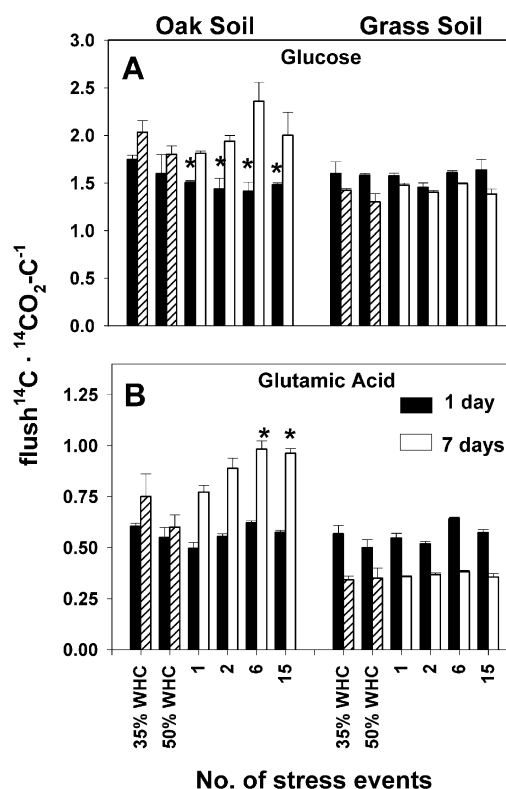 Oak Soil Grass Soil
A Glucose
3.0
2.5
2.0
1.5
1.0
0.5
0.0
* * * *
flush¹⁴C · ¹⁴CO₂-C⁻¹
B Glutamic Acid
1 day
7 days
1.25
1.00
0.75
0.50
0.25
0.00
* *
35% WHC 50% WHC 1 2 6 15 35% WHC 50% WHC 1 2 6 15
No. of stress events